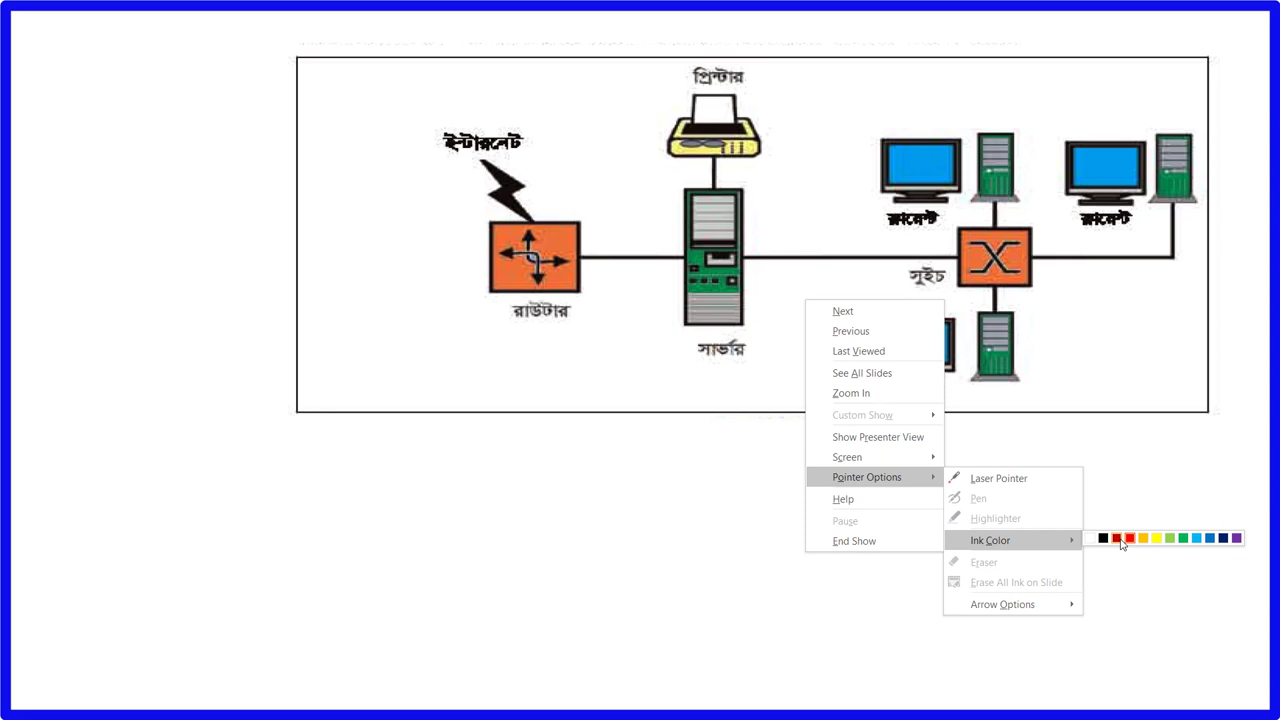 প্রিন্টার
ইন্টারনেট
ক্লায়েন্ট
ক্লায়েন্ট
সুইচ
রাউটার
সার্ভার
Next
Previous
Last Viewed
See All Slides
Zoom In
Custom Show
Show Presenter View
Screen
Pointer Options
Help
Pause
End Show
Laser Pointer
Pen
Highlighter
Ink Color
Eraser
Erase All Ink on Slide
Arrow Options